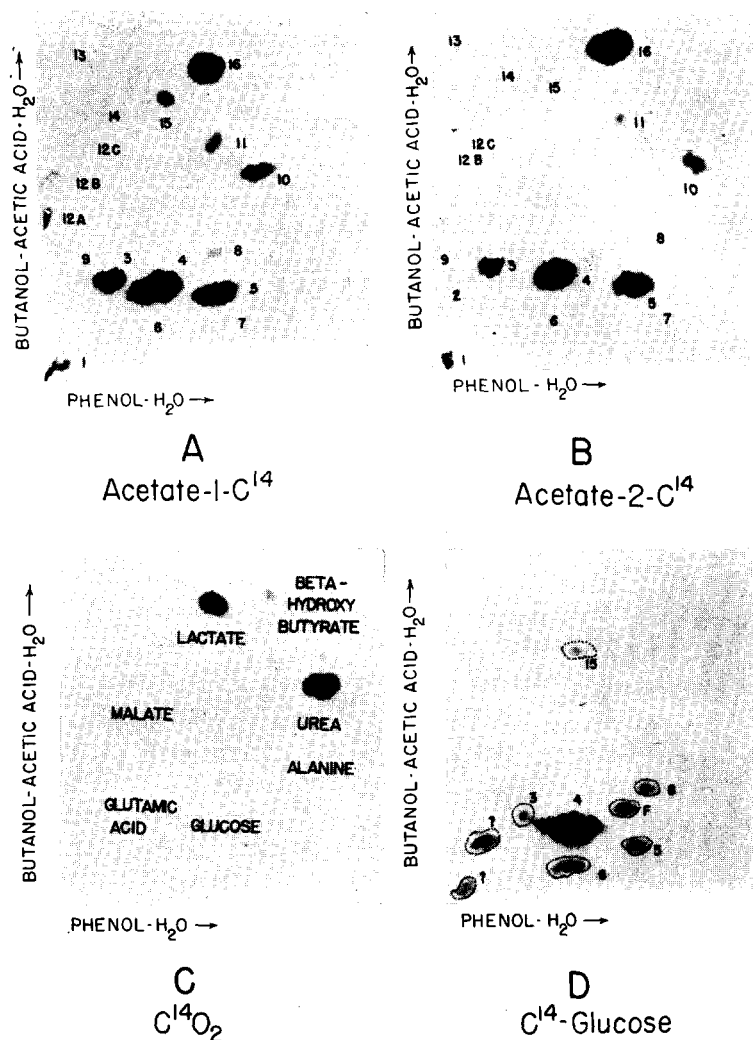 BUTANOL-ACETIC ACID-H2O →
13
16
15
14
12C
11
12B
10
12A
8
9 3 4
5
6 7
1
PHENOL-H2O →
A
Acetate-1-C14
BUTANOL-ACETIC ACID-H2O →
13
16
14 15
11
12C
12B
10
8
9 3 4
2 5
6 7
1
PHENOL-H2O →
B
Acetate-2-C14
BUTANOL-ACETIC ACID-H2O →
BETA-
HYDROXY
BUTYRATE
LACTATE
MALATE
UREA
ALANINE
GLUTAMIC
ACID
GLUCOSE
PHENOL-H2O →
C
C14O2
BUTANOL-ACETIC ACID-H2O →
15
3 4
F
?
5
?
PHENOL-H2O →
D
C14-Glucose